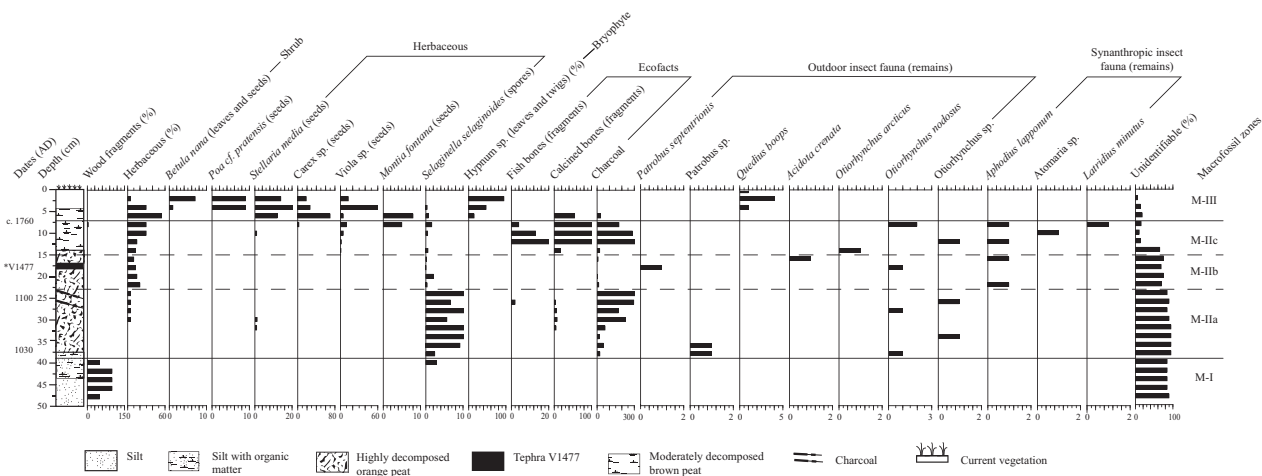 Herbaceous
Ecofacts
Outdoor insect fauna (remains)
Synanthropic insect
fauna (remains)
Dates (AD)
Depth (cm)
Wood fragments (%)
Herbaceous (%)
Betula nana (leaves and seeds) Shrub
Poa cf. pratensis (seeds)
Stellaria media (seeds)
Carex sp. (seeds)
Viola sp. (seeds)
Montia fontana (seeds)
Selaginella selaginoides (spores)
Hypnum sp. (leaves and twigs) (%) Bryophyte
Fish bones (fragments)
Calcined bones (fragments)
Charcoal
Patrobus septentrionis
Patrobus sp.
Quedius boops
Acidota crenata
Otiorhynchus arcticus
Otiorhynchus nodosus
Otiorhynchus sp.
Aphodius lapponum
Atomaria sp.
Latridius minutus
Unidentifiable (%)
Macrofossil zones
0
5
c. 1760
10
15
*V1477
20
1100 25
30
35
1030
40
45
50
M-III
M-IIc
M-IIb
M-IIa
M-I
0 150 60 0 10 0 8 0 20 0 8 0 40 0 10 0 100 0 20 0 100 0 300 0 2 0 2 0 5 0 2 0 2 0 3 0 2 0 2 0 2 0 2 0 100
Silt
Silt with organic
matter
Highly decomposed
orange peat
Tephra V1477
Moderately decomposed
brown peat
Charcoal
Current vegetation